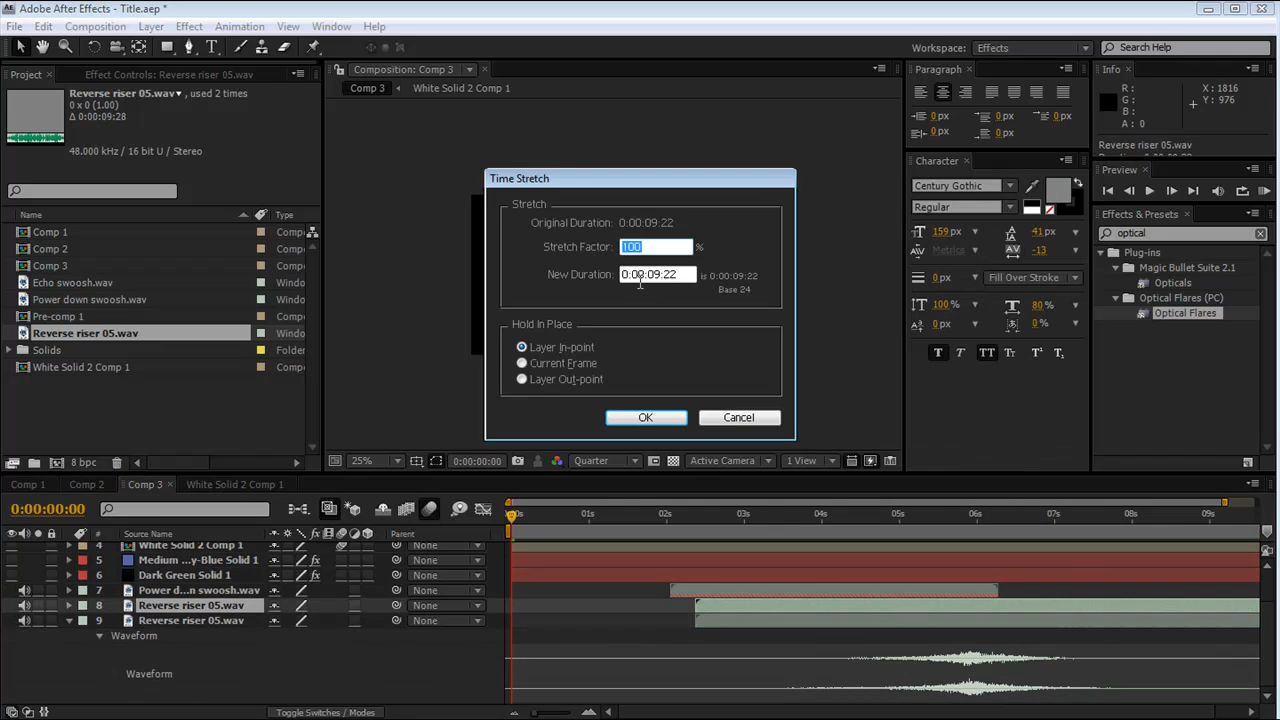 Adobe After Effects - Title.aep *
File Edit Composition Layer Effect Animation View Window Help
Workspace: Effects Search Help
Project Effect Controls: Reverse riser 05.wav
Reverse riser 05.wav▾, used 2 times
0 x 0 (1.00)
Δ 0:00:09:28
48.000 kHz / 16 bit U / Stereo
Name Type
Comp 1 Compo
Comp 2 Compo
Comp 3 Compo
Echo swoosh.wav Windo
Power down swoosh.wav Windo
Pre-comp 1 Compo
Reverse riser 05.wav Windo
Solids Folder
White Solid 2 Comp 1 Compo
8 bpc
Composition: Comp 3
Comp 3 White Solid 2 Comp 1
Time Stretch
Stretch
Original Duration: 0:00:09:22
Stretch Factor: 100 %
New Duration: 0:00:09:22 is 0:00:09:22
Base 24
Hold In Place
Layer In-point
Current Frame
Layer Out-point
OK Cancel
25% 0:00:00:00 Quarter Active Camera 1 View
Paragraph
0 px 0 px 0 px
0 px 0 px
Character
Century Gothic
Regular
159 px 41 px
Metrics -13
0 px Fill Over Stroke
100 % 80 %
0 px 0 %
T T TT Tr T¹ T₁
Info
R : X : 1816
G : Y : 976
B :
A : 0
Reverse riser 05.wav
Preview
Effects & Presets
optical
Plug-ins
Magic Bullet Suite 2.1
Opticals
Optical Flares (PC)
Optical Flares
Comp 1 Comp 2 Comp 3 White Solid 2 Comp 1
0:00:00:00
01s 02s 03s 04s 05s 06s 07s 08s 09s
# Source Name Parent
4 White Solid 2 Comp 1 None
5 Medium ...y-Blue Solid 1 None
6 Dark Green Solid 1 None
7 Power d...n swoosh.wav None
8 Reverse riser 05.wav None
9 Reverse riser 05.wav None
Waveform
Waveform
Toggle Switches / Modes